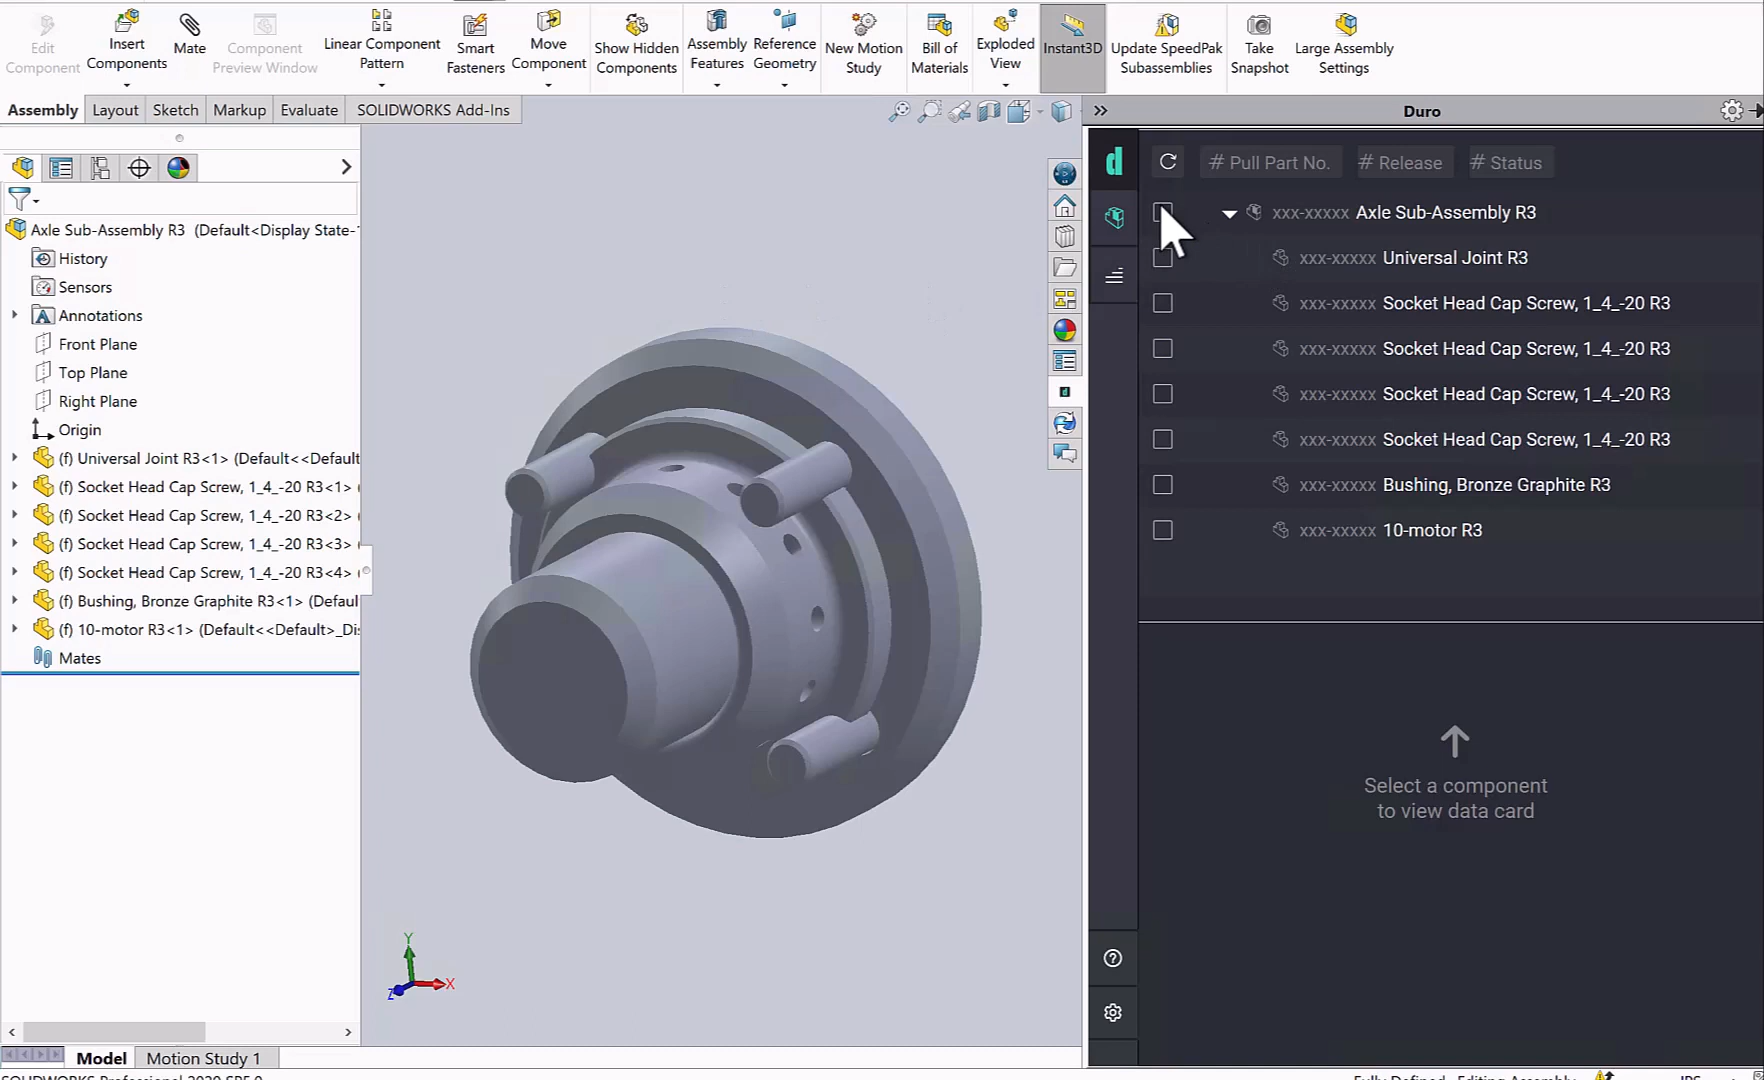 Edit Component
Insert Components
Mate
Component Preview Window
Linear Component Pattern
Smart Fasteners
Move Component
Show Hidden Components
Assembly Features
Reference Geometry
New Motion Study
Bill of Materials
Exploded View
Instant3D
Update SpeedPak Subassemblies
Take Snapshot
Large Assembly Settings
Assembly
Layout
Sketch
Markup
Evaluate
SOLIDWORKS Add-Ins
Duro
# Pull Part No.
# Release
# Status
Axle Sub-Assembly R3 (Default<Display State-
History
Sensors
Annotations
Front Plane
Top Plane
Right Plane
Origin
(f) Universal Joint R3<1> (Default<<Default
(f) Socket Head Cap Screw, 1_4_-20 R3<1> (
(f) Socket Head Cap Screw, 1_4_-20 R3<2> (
(f) Socket Head Cap Screw, 1_4_-20 R3<3> (
(f) Socket Head Cap Screw, 1_4_-20 R3<4> (
(f) Bushing, Bronze Graphite R3<1> (Defaul
(f) 10-motor R3<1> (Default<<Default>_Di
Mates
Y
X
Z
d
d
xxx-xxxxx Axle Sub-Assembly R3
xxx-xxxxx Universal Joint R3
xxx-xxxxx Socket Head Cap Screw, 1_4_-20 R3
xxx-xxxxx Socket Head Cap Screw, 1_4_-20 R3
xxx-xxxxx Socket Head Cap Screw, 1_4_-20 R3
xxx-xxxxx Socket Head Cap Screw, 1_4_-20 R3
xxx-xxxxx Bushing, Bronze Graphite R3
xxx-xxxxx 10-motor R3
Select a component
to view data card
Model
Motion Study 1
SOLIDWORKS Professional 2020 SP5.0
Fully Defined Editing Assembly
IPS